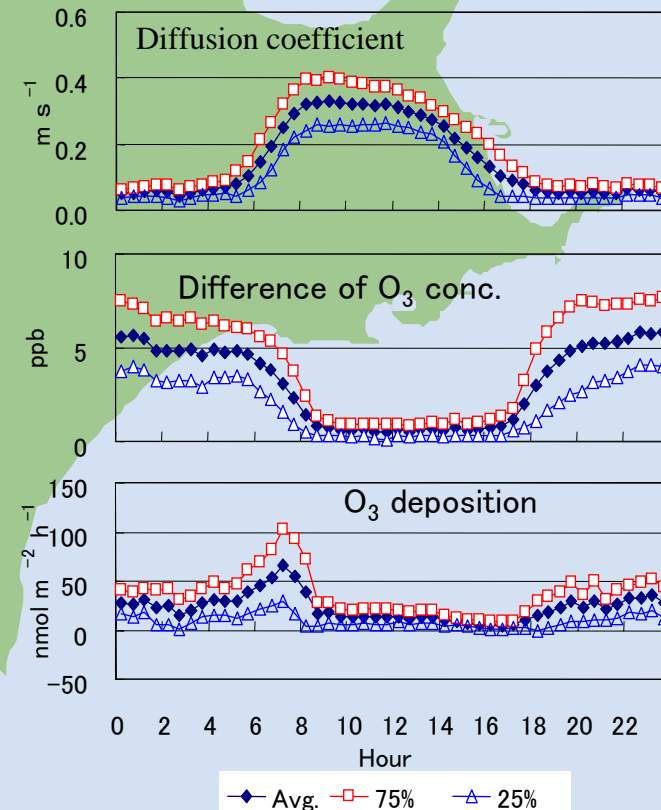 Diffusion coefficient
m s⁻¹
0.6
0.4
0.2
0.0
Difference of O₃ conc.
ppb
10
5
0
O₃ deposition
nmol m⁻² h⁻¹
150
100
50
0
−50
0 2 4 6 8 10 12 14 16 18 20 22
Hour
Avg. 75% 25%